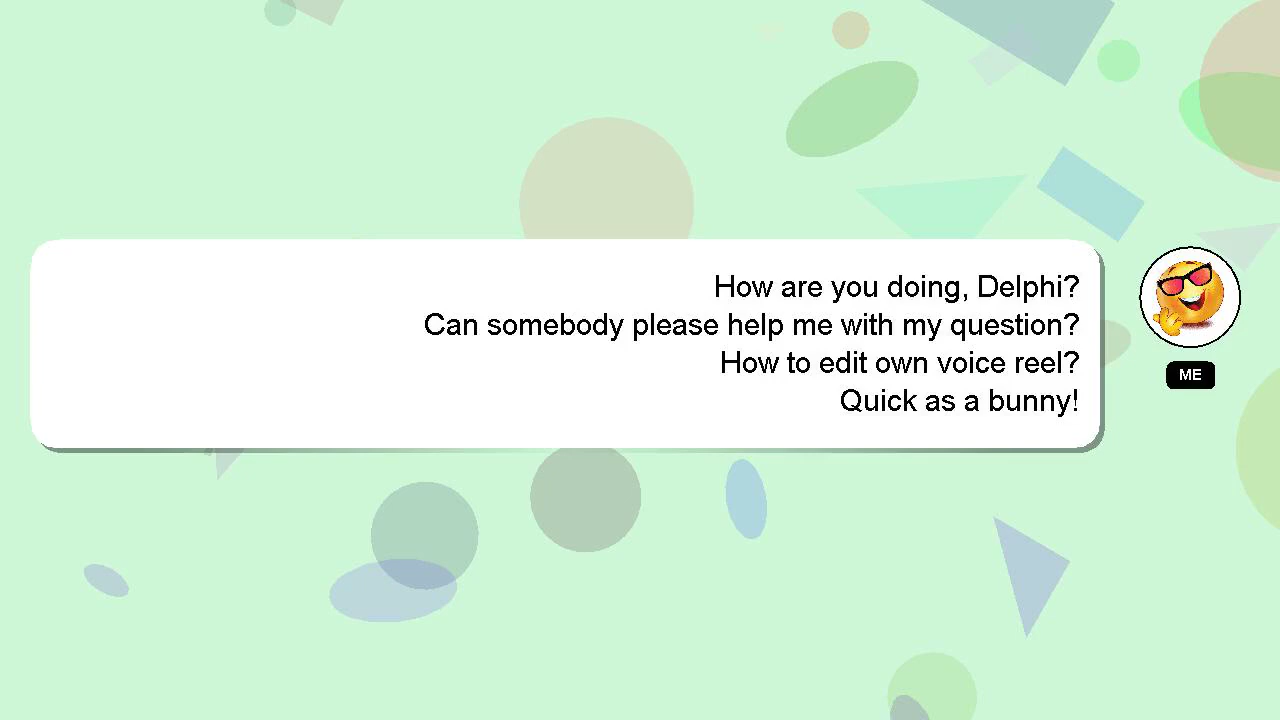 How are you doing, Delphi?
Can somebody please help me with my question?
How to edit own voice reel?
Quick as a bunny!
ME